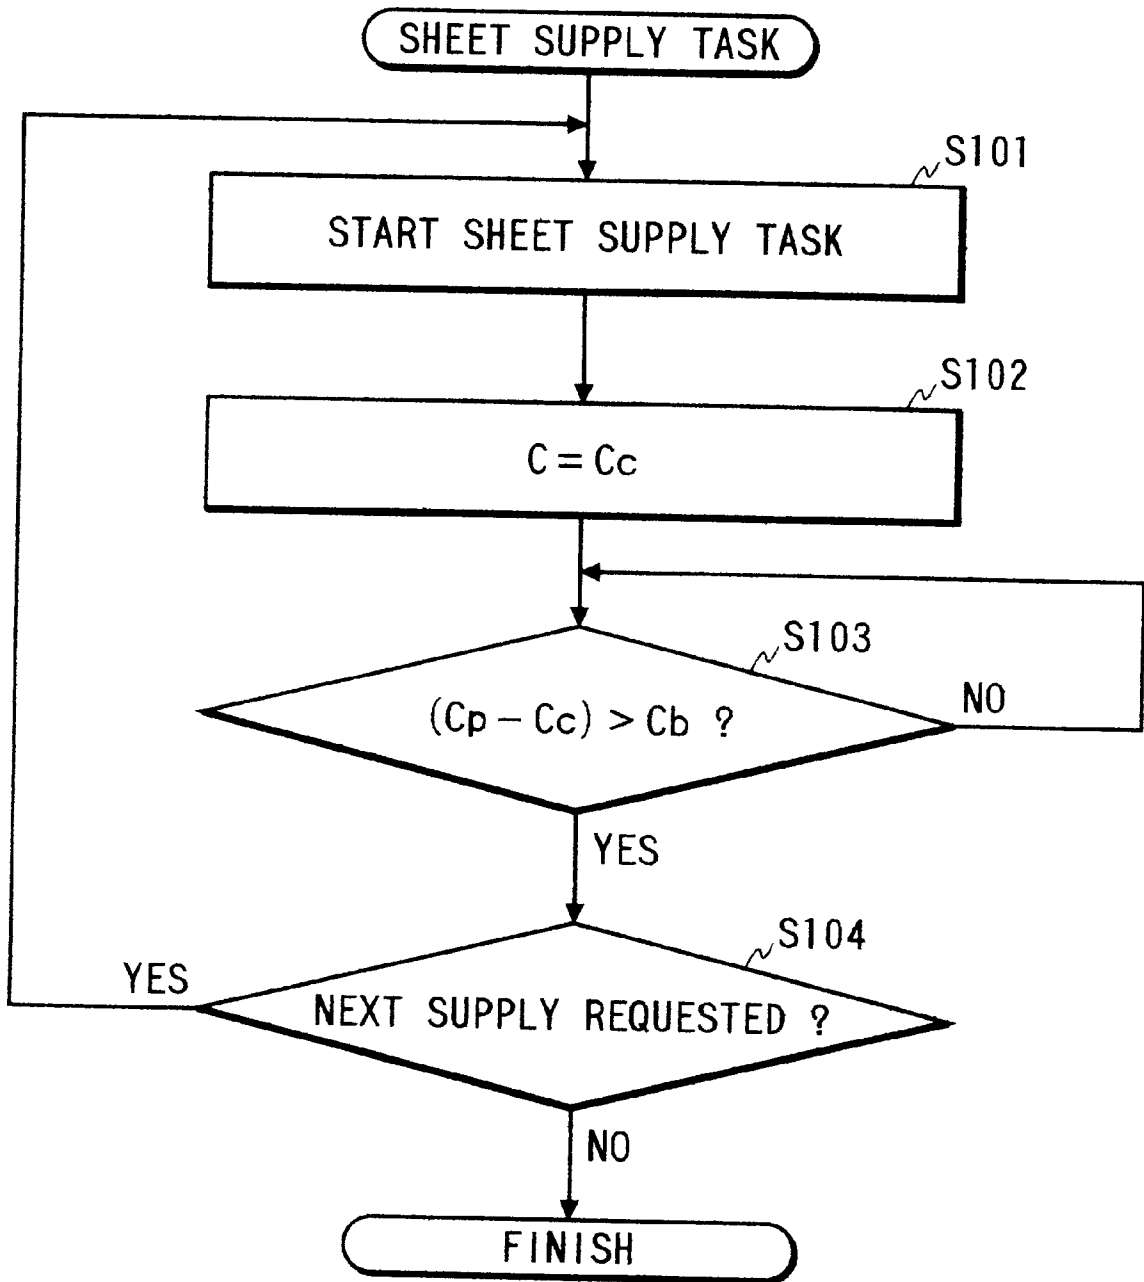 SHEET SUPPLY TASK
S101
START SHEET SUPPLY TASK
S102
C = Cc
S103
(Cp - Cc) > Cb ?
NO
YES
S104
YES
NEXT SUPPLY REQUESTED ?
NO
FINISH